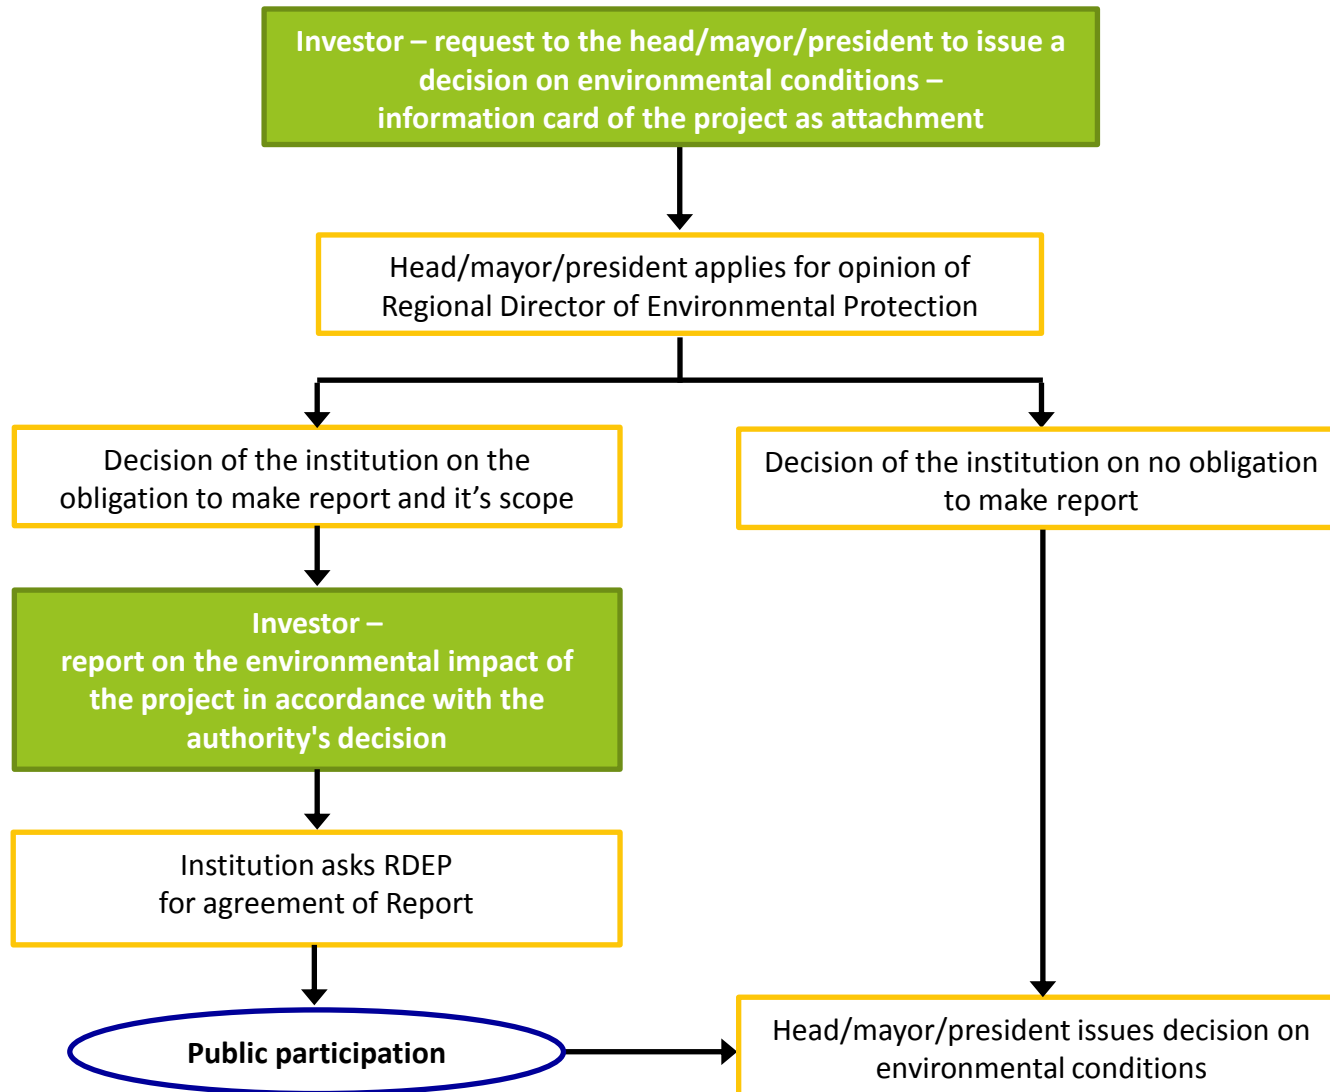 Investor – request to the head/mayor/president to issue a
decision on environmental conditions –
information card of the project as attachment
Head/mayor/president applies for opinion of
Regional Director of Environmental Protection
Decision of the institution on the
obligation to make report and it’s scope
Decision of the institution on no obligation
to make report
Investor –
report on the environmental impact of
the project in accordance with the
authority's decision
Institution asks RDEP
for agreement of Report
Public participation
Head/mayor/president issues decision on
environmental conditions